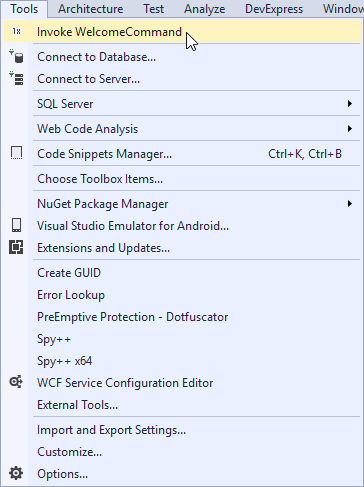 Tools Architecture Test Analyze DevExpress Window
1x Invoke WelcomeCommand
Connect to Database...
Connect to Server...
SQL Server
Web Code Analysis
Code Snippets Manager... Ctrl+K, Ctrl+B
Choose Toolbox Items...
NuGet Package Manager
Visual Studio Emulator for Android...
Extensions and Updates...
Create GUID
Error Lookup
PreEmptive Protection - Dotfuscator
Spy++
Spy++ x64
WCF Service Configuration Editor
External Tools...
Import and Export Settings...
Customize...
Options...